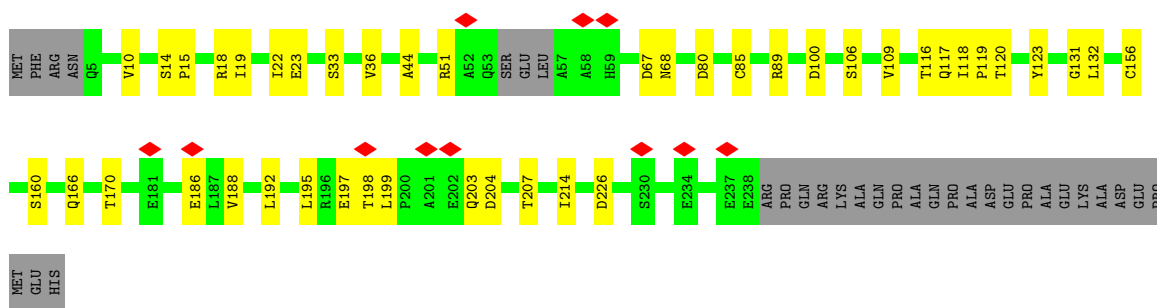 MET PHE ARG ASN Q5 V10 S14 P15 R18 I19 I22 E23 S33 V36 A44 R51 A52 Q53 SER GLU LEU A57 A58 H59 D67 N68 D80 C85 R89 D100 S106 V109 T116 Q117 I118 P119 T120 Y123 G131 L132 C156
S160 Q166 T170 E181 E186 L187 V188 L192 L195 R196 E197 T198 L199 P200 A201 E202 Q203 D204 T207 I214 D226 S230 E234 E237 E238 ARG PRO GLN ARG LYS ALA GLN PRO ALA GLN PRO ALA ASP GLU PRO ALA GLU LYS ALA ASP GLU PRO
MET GLU HIS